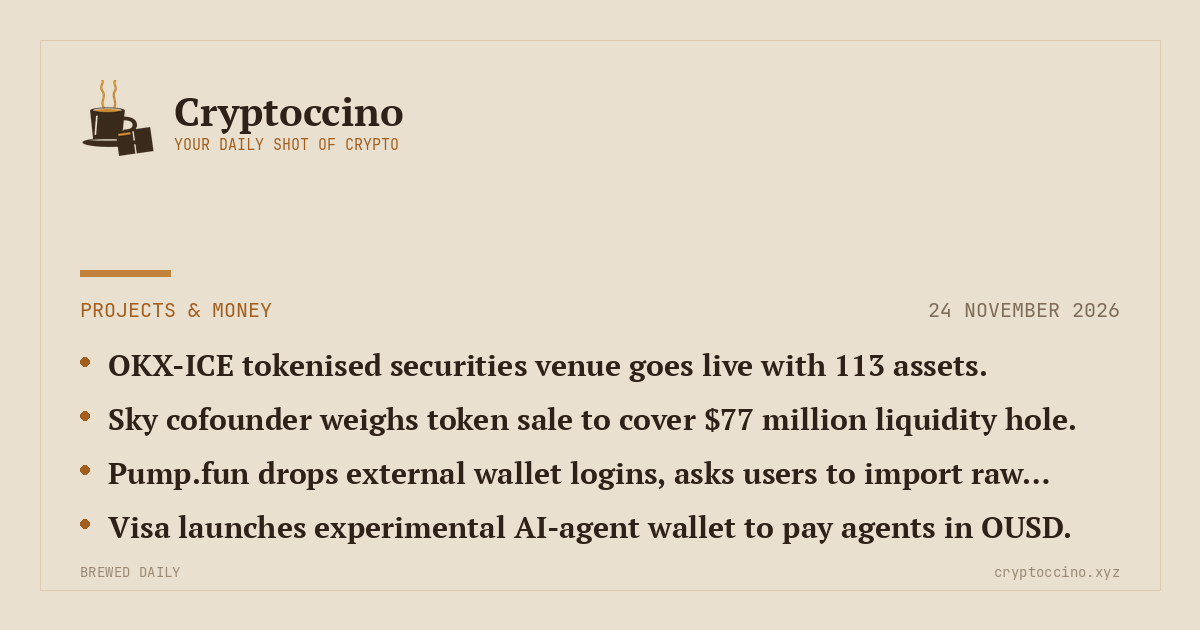 Cryptoccino
YOUR DAILY SHOT OF CRYPTO
PROJECTS & MONEY
24 NOVEMBER 2026
OKX-ICE tokenised securities venue goes live with 113 assets.
Sky cofounder weighs token sale to cover $77 million liquidity hole.
Pump.fun drops external wallet logins, asks users to import raw...
Visa launches experimental AI-agent wallet to pay agents in OUSD.
BREWED DAILY
cryptoccino.xyz